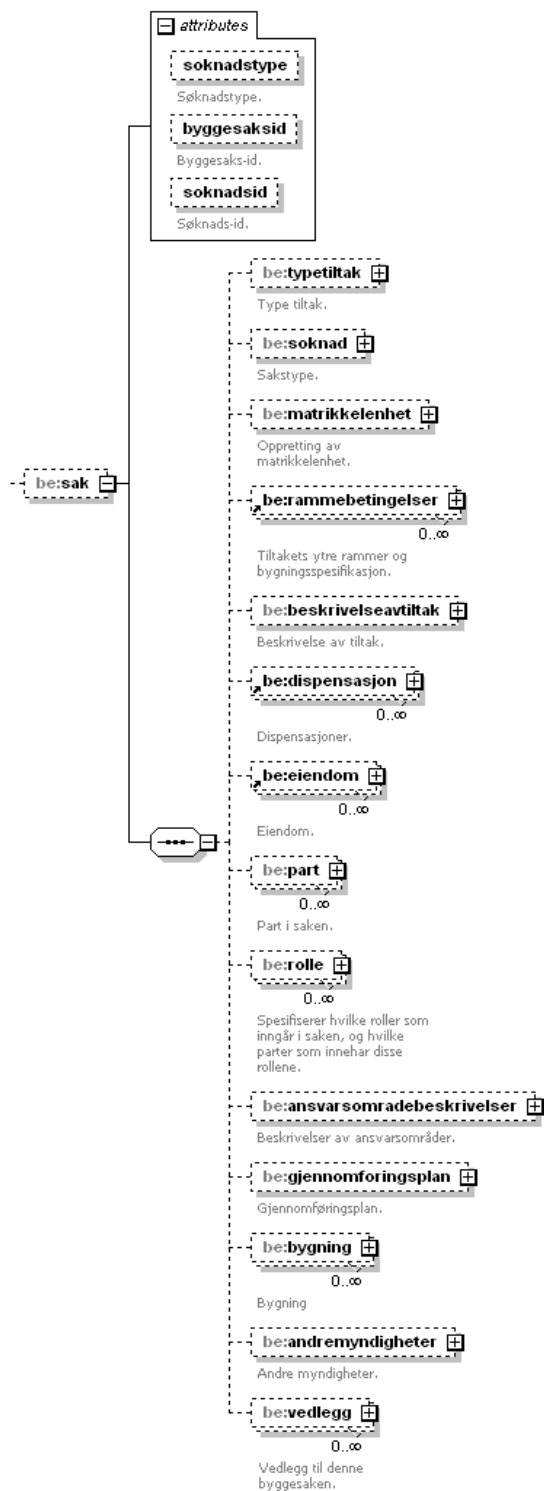 attributes
soknadstype
Søknadstype.
byggesaksid
Byggesaks-id.
soknadsid
Søknads-id.
be:sak
be:typetiltak
Type tiltak.
be:soknad
Sakstype.
be:matrikkelenhet
Oppretting av
matrikkelenhet.
be:rammebetingelser
0..∞
Tiltakets ytre rammer og
bygningsspesifikasjon.
be:beskrivelseavtiltak
Beskrivelse av tiltak.
be:dispensasjon
0..∞
Dispensasjoner.
be:eiendom
0..∞
Eiendom.
be:part
0..∞
Part i saken.
be:rolle
0..∞
Spesifiserer hvilke roller som
inngår i saken, og hvilke
parter som innehar disse
rollene.
be:ansvarsomradebeskrivelser
Beskrivelser av ansvarsområder.
be:gjennomforingsplan
Gjennomføringsplan.
be:bygning
0..∞
Bygning
be:andremyndigheter
Andre myndigheter.
be:vedlegg
0..∞
Vedlegg til denne
byggesaken.